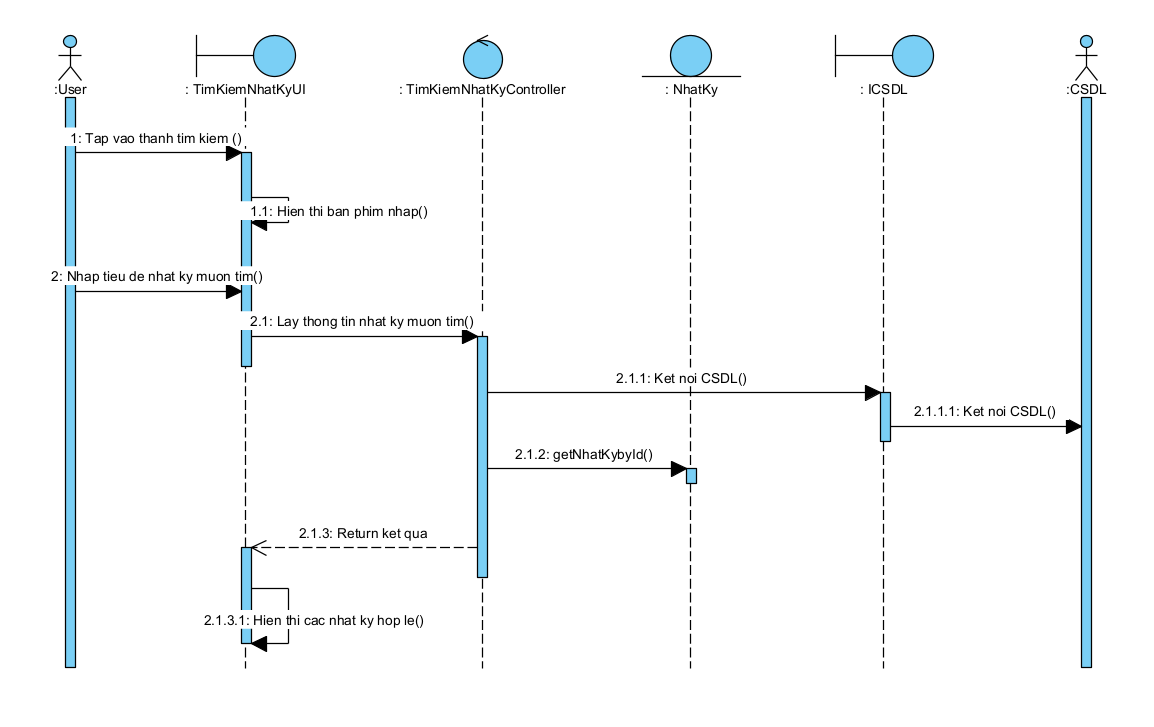 :User
: TimKiemNhatKyUI
: TimKiemNhatKyController
: NhatKy
: ICSDL
:CSDL
1: Tap vao thanh tim kiem ()
1.1: Hien thi ban phim nhap()
2: Nhap tieu de nhat ky muon tim()
2.1: Lay thong tin nhat ky muon tim()
2.1.1: Ket noi CSDL()
2.1.1.1: Ket noi CSDL()
2.1.2: getNhatKybyId()
2.1.3: Return ket qua
2.1.3.1: Hien thi cac nhat ky hop le()